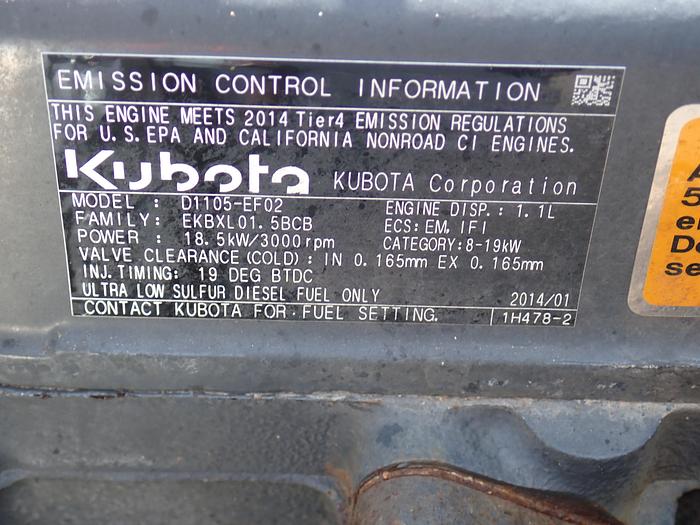 EMISSION CONTROL INFORMATION
THIS ENGINE MEETS 2014 Tier4 EMISSION REGULATIONS
FOR U.S.EPA AND CALIFORNIA NONROAD CI ENGINES.
Kubota KUBOTA Corporation
MODEL : D1105-EF02 ENGINE DISP.: 1.1L
FAMILY: EKBXL01.5BCB ECS: EM, IFI
POWER : 18.5kW/3000rpm CATEGORY:8-19kW
VALVE CLEARANCE(COLD): IN 0.165mm EX 0.165mm
INJ.TIMING: 19 DEG BTDC
ULTRA LOW SULFUR DIESEL FUEL ONLY 2014/01
CONTACT KUBOTA FOR FUEL SETTING. 1H478-2
A
5
e
D
se